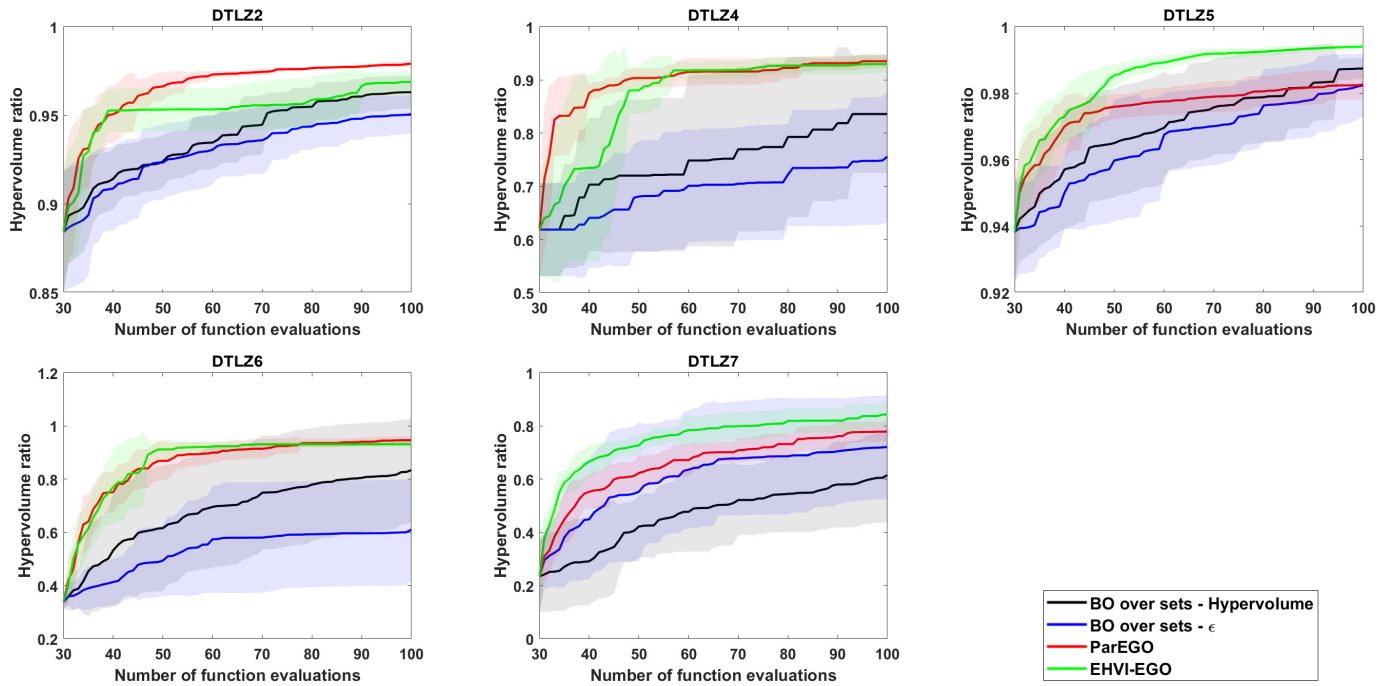 DTLZ2
Hypervolume ratio
1
0.95
0.9
0.85
30 40 50 60 70 80 90 100
Number of function evaluations
DTLZ4
Hypervolume ratio
1
0.9
0.8
0.7
0.6
0.5
30 40 50 60 70 80 90 100
Number of function evaluations
DTLZ5
Hypervolume ratio
1
0.98
0.96
0.94
0.92
30 40 50 60 70 80 90 100
Number of function evaluations
DTLZ6
Hypervolume ratio
1.2
1
0.8
0.6
0.4
0.2
30 40 50 60 70 80 90 100
Number of function evaluations
DTLZ7
Hypervolume ratio
1
0.8
0.6
0.4
0.2
0
30 40 50 60 70 80 90 100
Number of function evaluations
BO over sets - Hypervolume
BO over sets - ϵ
ParEGO
EHVI-EGO